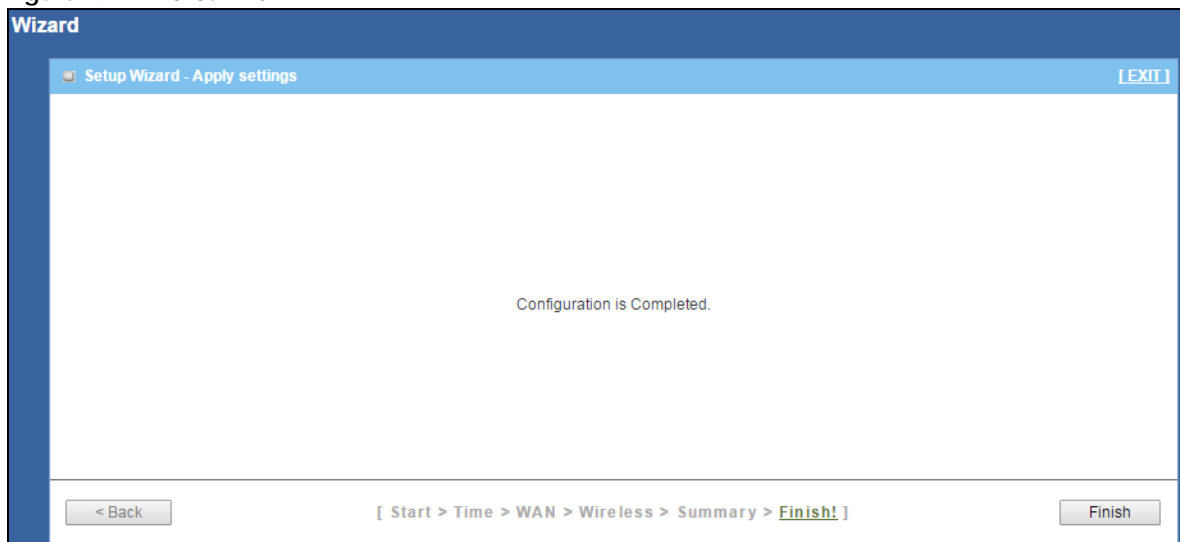 Wizard
Setup Wizard - Apply settings
[ EXIT ]
Configuration is Completed.
< Back
[ Start > Time > WAN > Wireless > Summary > Finish! ]
Finish